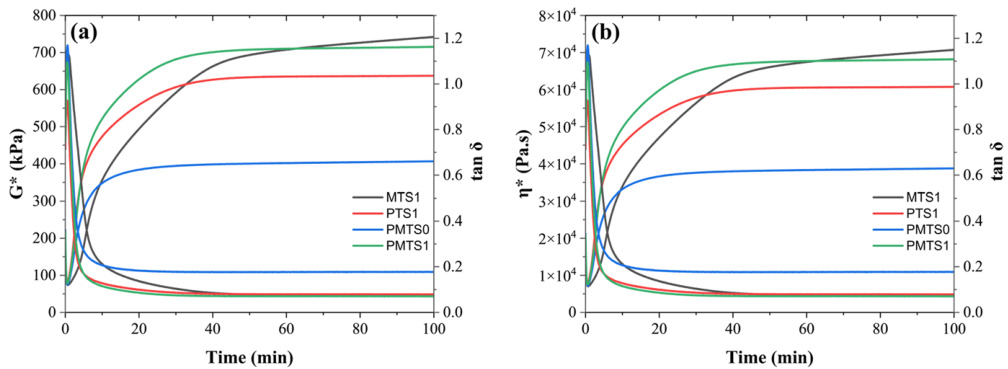 (a)
800
700
600
500
400
300
200
100
0
G* (kPa)
1.2
1.0
0.8
0.6
0.4
0.2
0.0
tan δ
MTS1
PTS1
PMTS0
PMTS1
0 20 40 60 80 100
Time (min)
(b)
8×10⁴
7×10⁴
6×10⁴
5×10⁴
4×10⁴
3×10⁴
2×10⁴
1×10⁴
0
η* (Pa.s)
1.2
1.0
0.8
0.6
0.4
0.2
0.0
tan δ
MTS1
PTS1
PMTS0
PMTS1
0 20 40 60 80 100
Time (min)